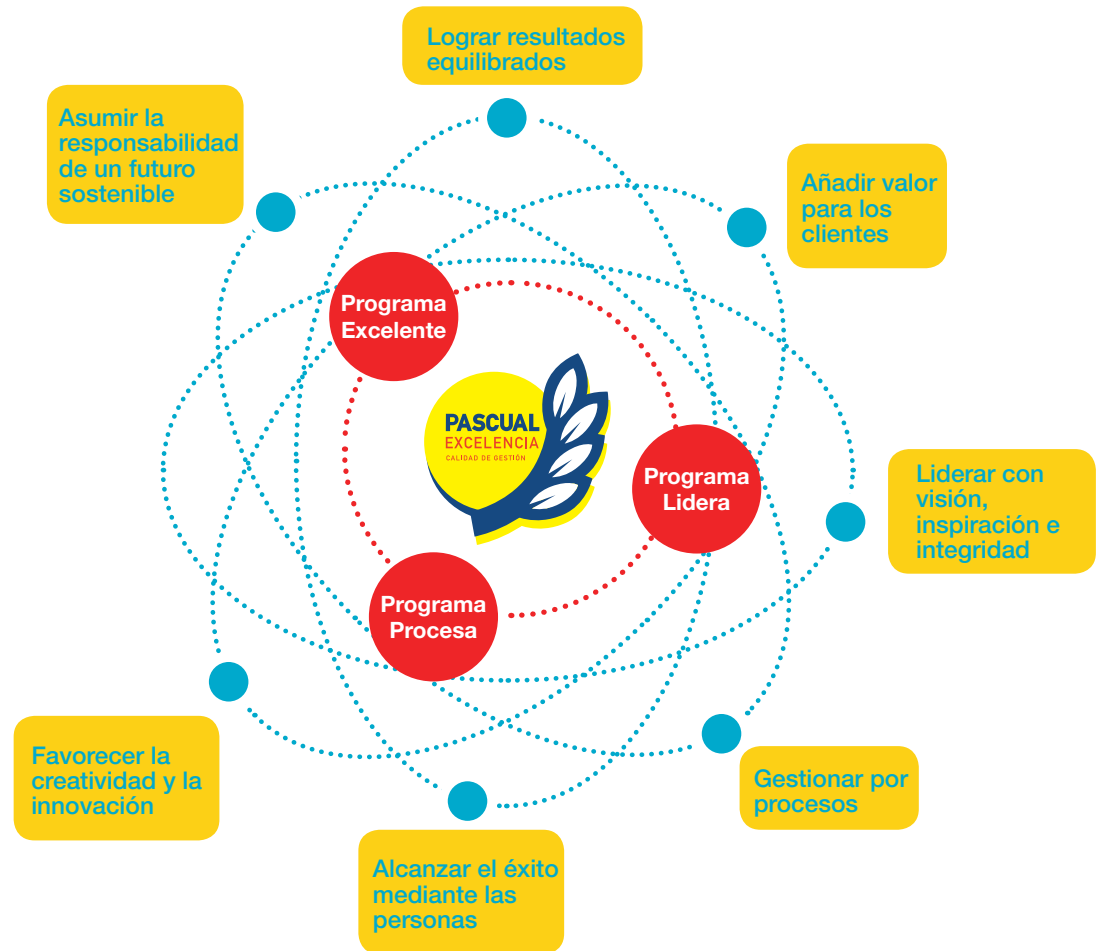 Lograr resultados
equilibrados
Asumir la
responsabilidad
de un futuro
sostenible
Añadir valor
para los
clientes
Programa
Excelente
PASCUAL
EXCELENCIA
CALIDAD DE GESTIÓN
Programa
Lidera
Liderar con
visión,
inspiración e
integridad
Programa
Procesa
Favorecer la
creatividad y la
innovación
Gestionar por
procesos
Alcanzar el éxito
mediante las
personas